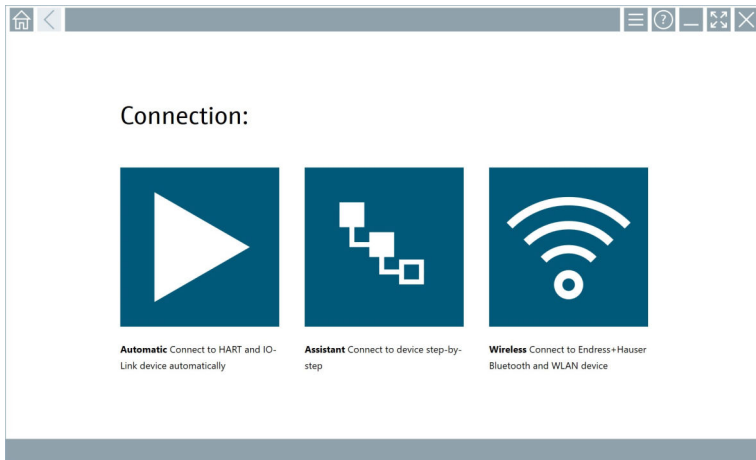 Connection:
Automatic Connect to HART and IO-
Link device automatically
Assistant Connect to device step-by-
step
Wireless Connect to Endress+Hauser
Bluetooth and WLAN device